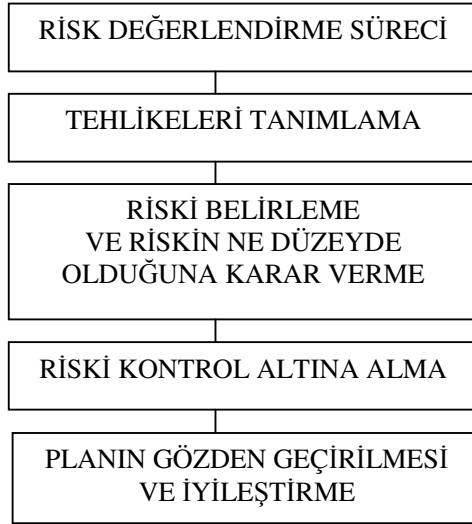 RİSK DEĞERLENDİRME SÜRECİ
TEHLİKELERİ TANIMLAMA
RİSKİ BELİRLEME
VE RİSKİN NE DÜZEYDE
OLDUĞUNA KARAR VERME
RİSKİ KONTROL ALTINA ALMA
PLANIN GÖZDEN GEÇİRİLMESİ
VE İYİLEŞTİRME